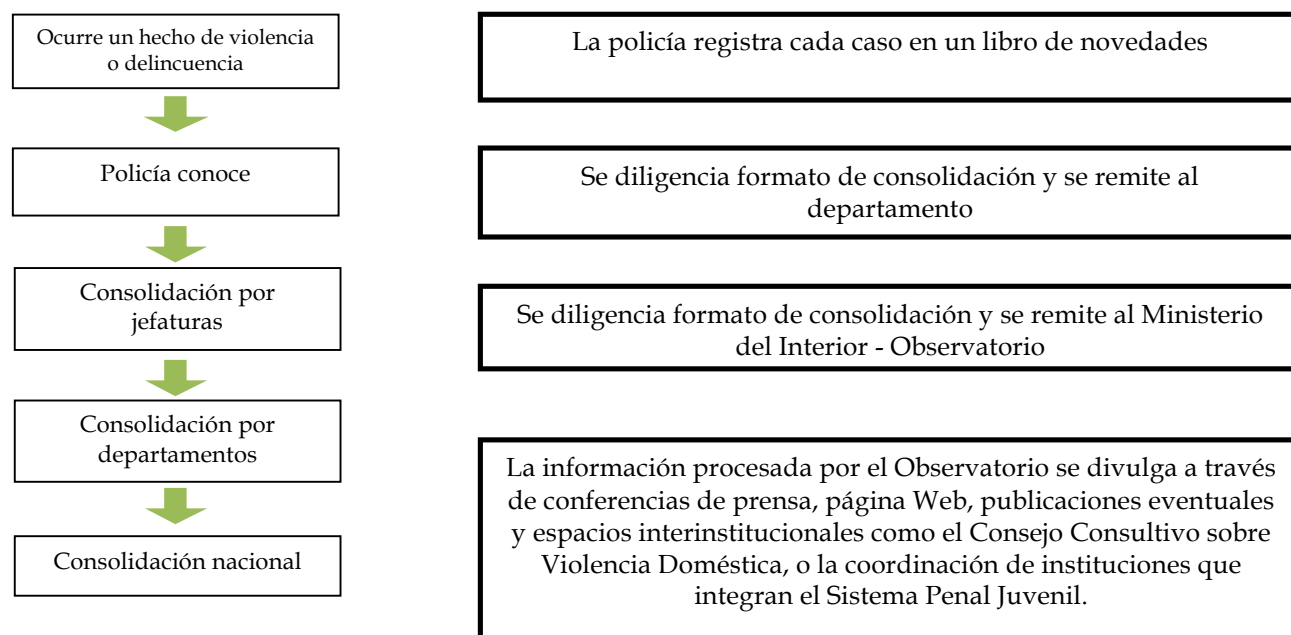 Ocurre un hecho de violencia
o delincuencia
Policía conoce
Consolidación por
jefaturas
Consolidación por
departamentos
Consolidación nacional
La policía registra cada caso en un libro de novedades
Se diligencia formato de consolidación y se remite al
departamento
Se diligencia formato de consolidación y se remite al Ministerio
del Interior - Observatorio
La información procesada por el Observatorio se divulga a través
de conferencias de prensa, página Web, publicaciones eventuales
y espacios interinstitucionales como el Consejo Consultivo sobre
Violencia Doméstica, o la coordinación de instituciones que
integran el Sistema Penal Juvenil.